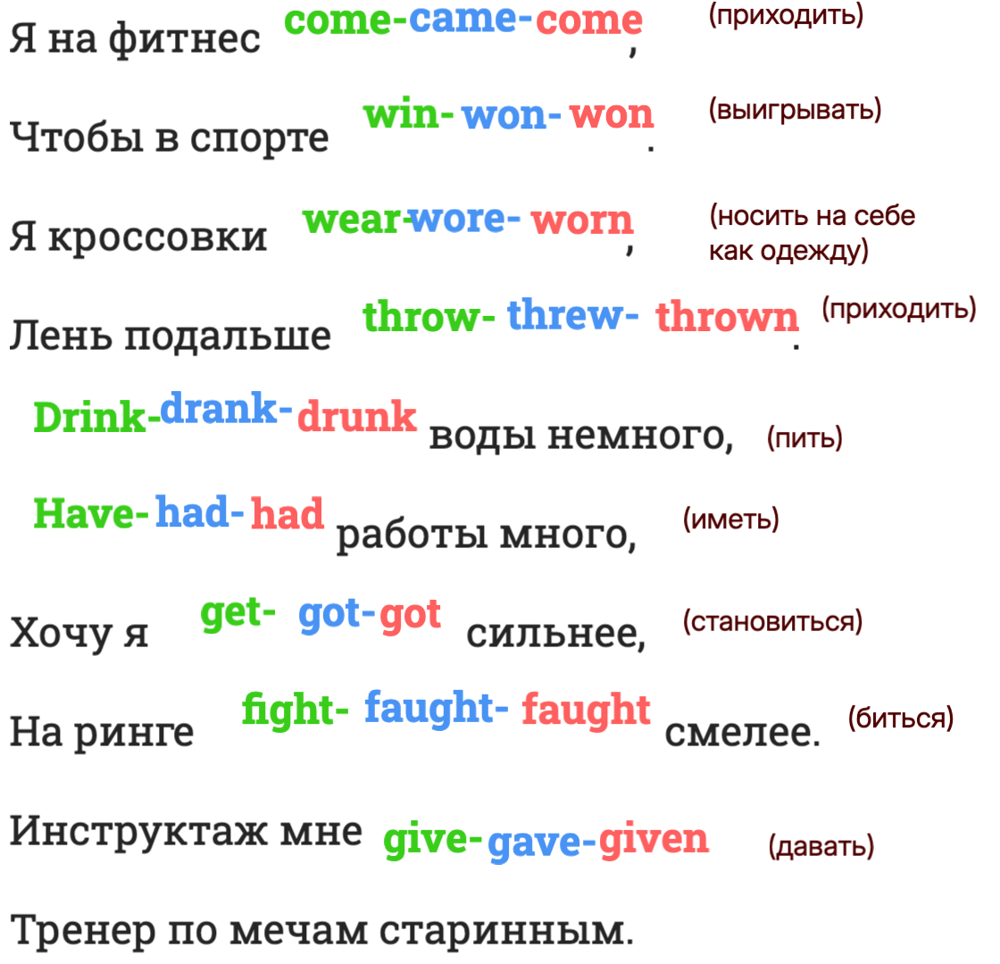 Я на фитнес come-came-come, (приходить)
Чтобы в спорте win- won- won. (выигрывать)
Я кроссовки wear-wore- worn, (носить на себе
как одежду)
Лень подальше throw- threw- thrown. (приходить)
Drink-drank-drunk воды немного, (пить)
Have- had- had работы много, (иметь)
Хочу я get- got-got сильнее, (становиться)
На ринге fight- faught- faught смелее. (биться)
Инструктаж мне give-gave-given (давать)
Тренер по мечам старинным.